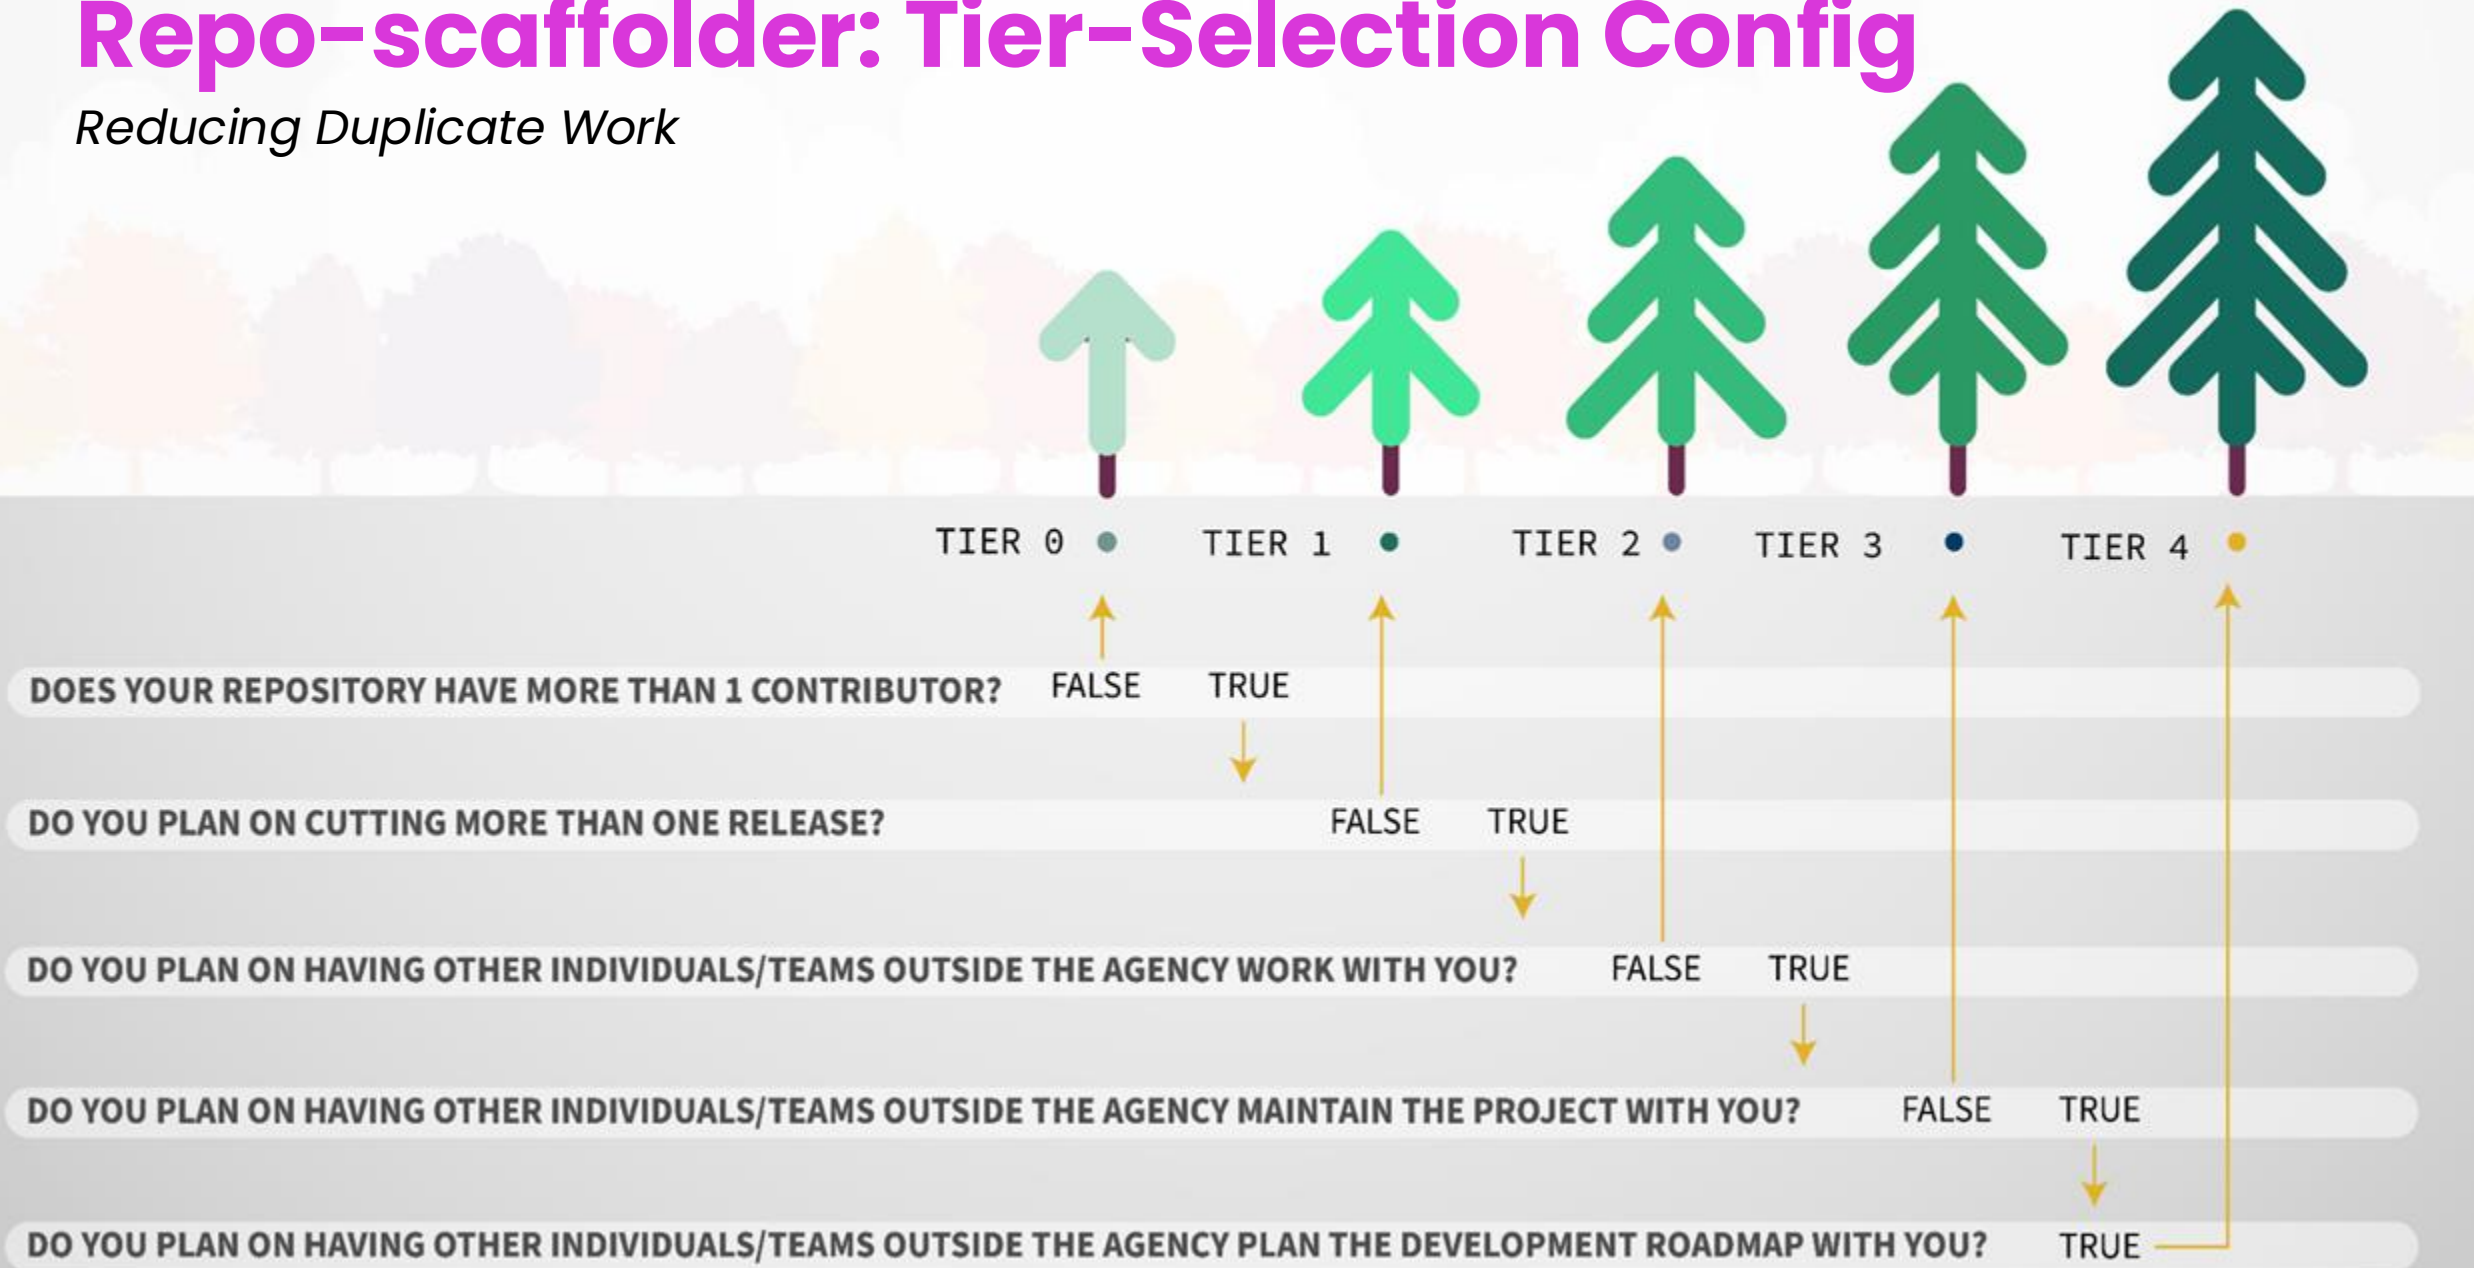 Repo-scaffolder: Tier-Selection Config
Reducing Duplicate Work
TIER 0 TIER 1 TIER 2 TIER 3 TIER 4
DOES YOUR REPOSITORY HAVE MORE THAN 1 CONTRIBUTOR? FALSE TRUE
DO YOU PLAN ON CUTTING MORE THAN ONE RELEASE? FALSE TRUE
DO YOU PLAN ON HAVING OTHER INDIVIDUALS/TEAMS OUTSIDE THE AGENCY WORK WITH YOU? FALSE TRUE
DO YOU PLAN ON HAVING OTHER INDIVIDUALS/TEAMS OUTSIDE THE AGENCY MAINTAIN THE PROJECT WITH YOU? FALSE TRUE
DO YOU PLAN ON HAVING OTHER INDIVIDUALS/TEAMS OUTSIDE THE AGENCY PLAN THE DEVELOPMENT ROADMAP WITH YOU? TRUE